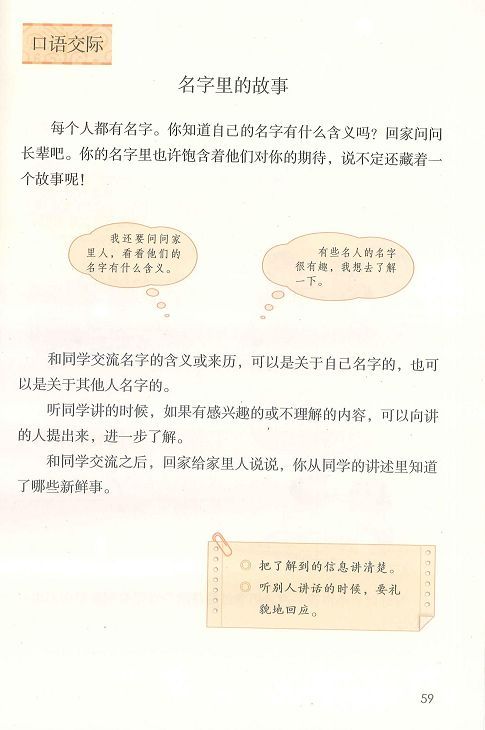 口语交际
名字里的故事
每个人都有名字。你知道自己的名字有什么含义吗？回家问问
长辈吧。你的名字里也许饱含着他们对你的期待，说不定还藏着一
个故事呢！
我还要问问家
里人，看看他们的
名字有什么含义。
有些名人的名字
很有趣，我想去了解
一下。
和同学交流名字的含义或来历，可以是关于自己名字的，也可
以是关于其他人名字的。
听同学讲的时候，如果有感兴趣的或不理解的内容，可以向讲
的人提出来，进一步了解。
和同学交流之后，回家给家里人说说，你从同学的讲述里知道
了哪些新鲜事。
◎ 把了解到的信息讲清楚。
◎ 听别人讲话的时候，要礼
貌地回应。
59